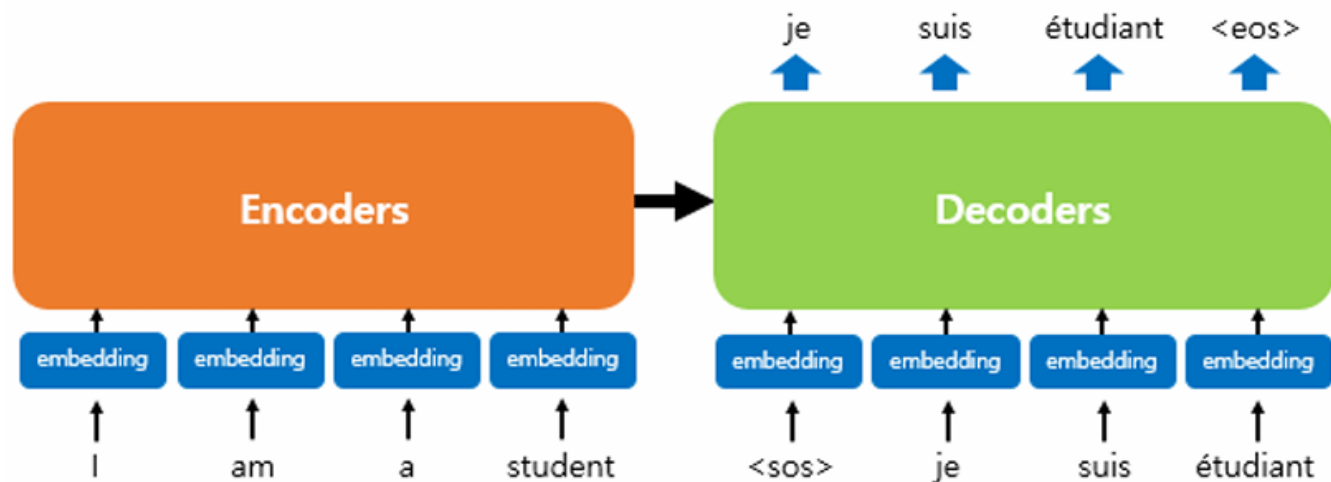 je suis étudiant <eos>
Encoders
Decoders
embedding embedding embedding embedding embedding embedding embedding embedding
I am a student <sos> je suis étudiant